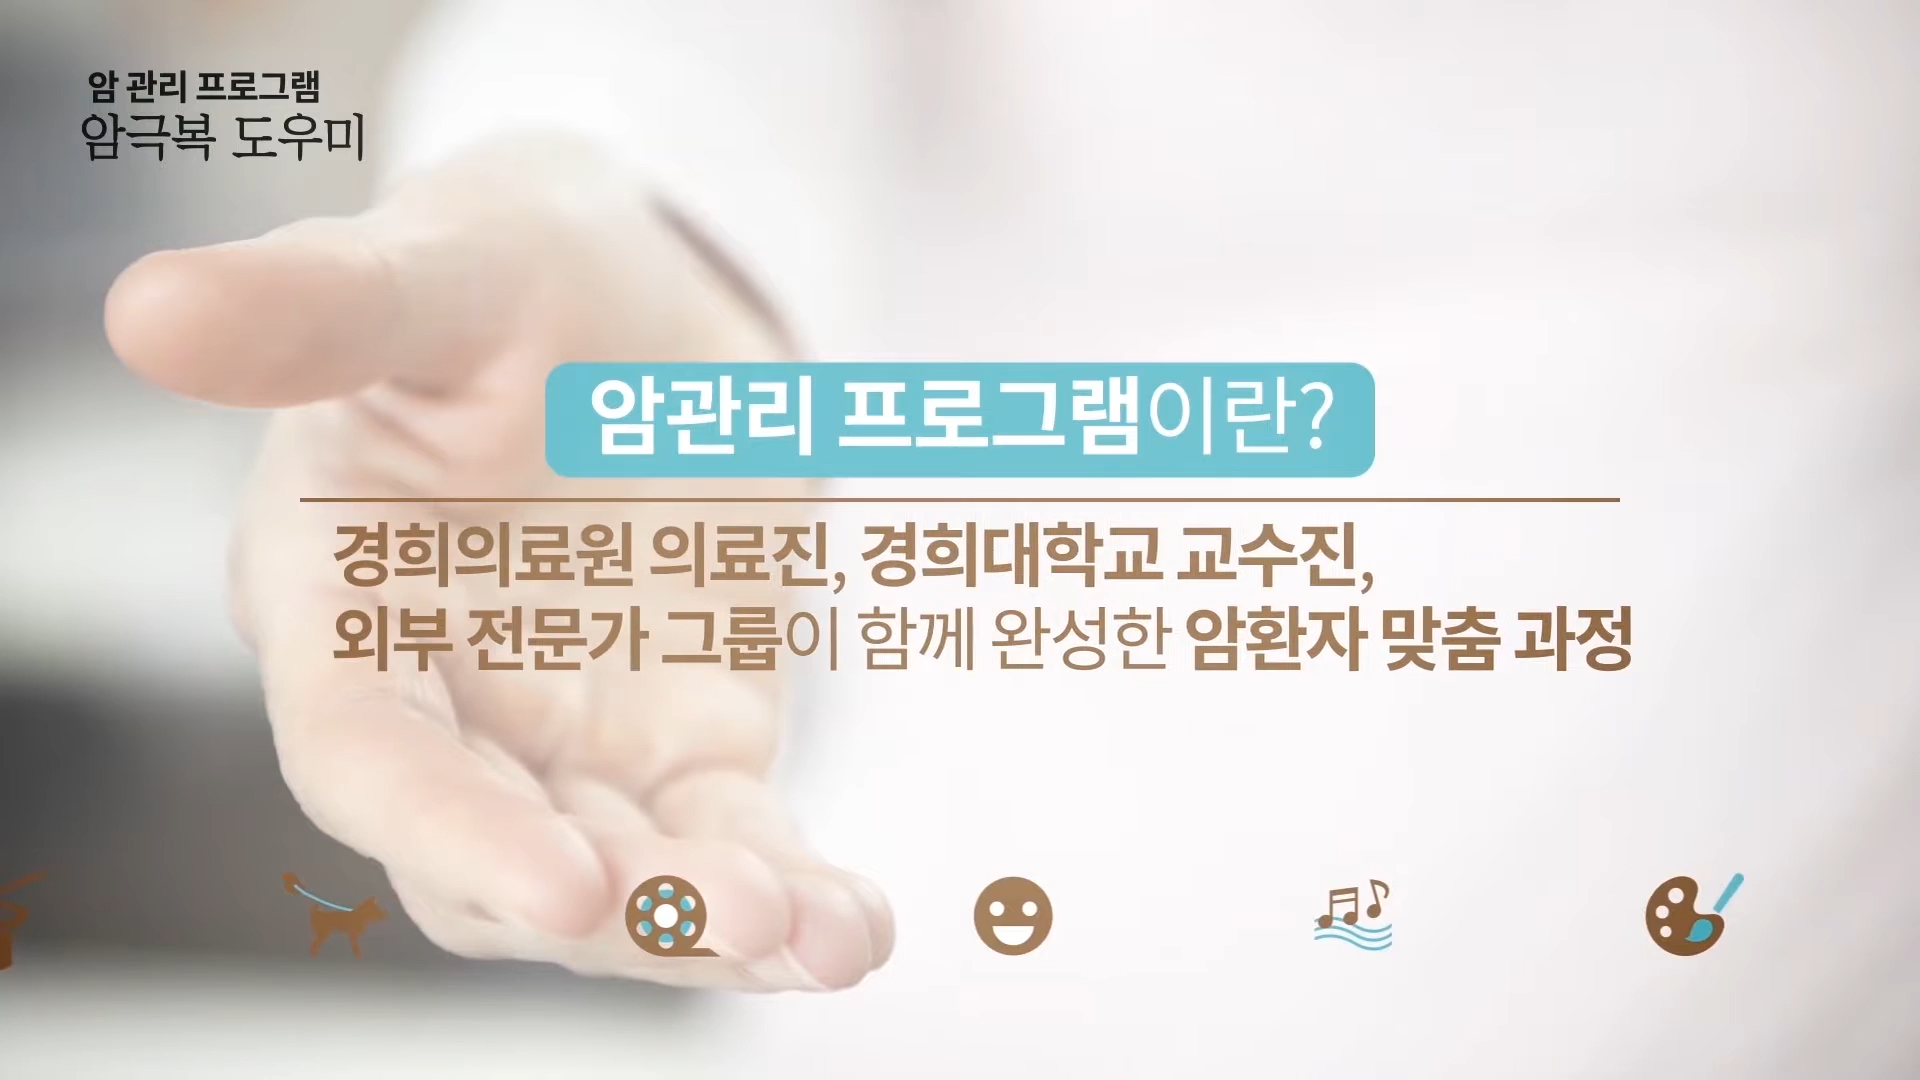 암 관리 프로그램
암극복 도우미
암관리 프로그램이란?
경희의료원 의료진, 경희대학교 교수진,
외부 전문가 그룹이 함께 완성한 암환자 맞춤 과정